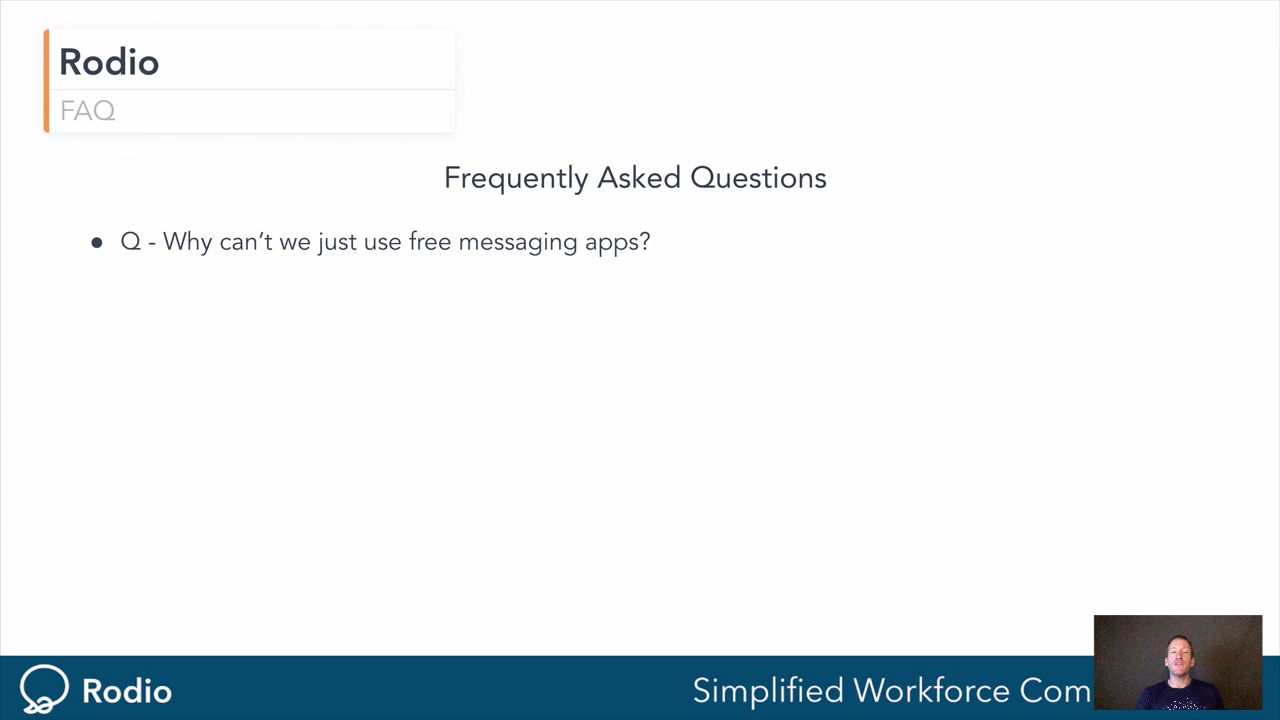 Rodio
FAQ
Frequently Asked Questions
● Q - Why can’t we just use free messaging apps?
Rodio
Simplified Workforce Com